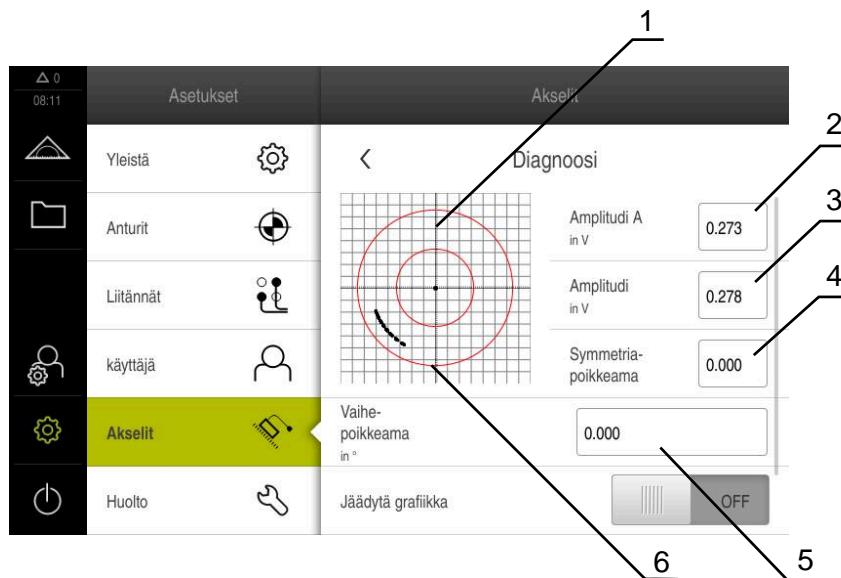 1
0
08:11
Asetukset
Akselit
2
Yleistä
Diagnoosi
Anturit
Amplitudi A
in V
0.273
3
Liitännät
Amplitudi
in V
0.278
4
käyttäjä
Symmetria-
poikkeama
0.000
Akselit
Vaihe-
poikkeama
in °
0.000
Huolto
Jäädytä grafiikka
OFF
6
5